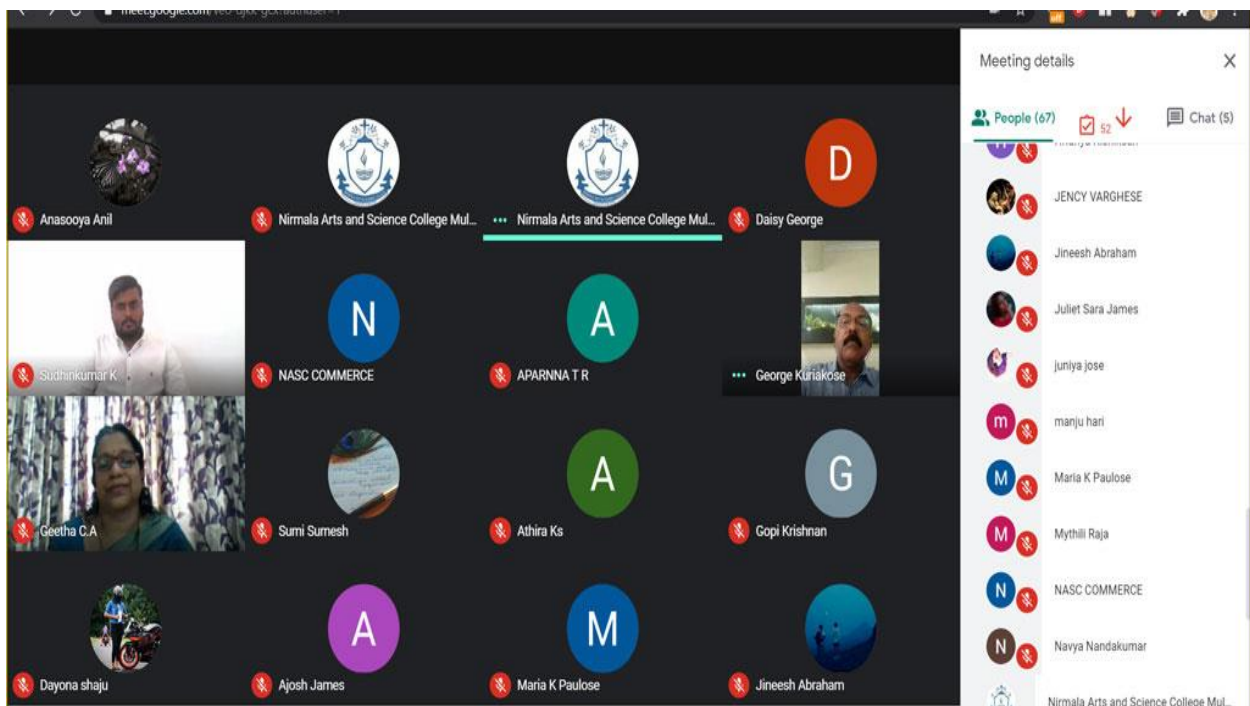 Meeting details
People (67)
52
Chat (5)
Anasooya Anil
Nirmala Arts and Science College Mul...
Nirmala Arts and Science College Mul...
Daisy George
Sudhinkumar K
N
NASC COMMERCE
A
APARNNA T R
George Kuriakose
Geetha C.A
Sumi Sumesh
A
Athira Ks
G
Gopi Krishnan
Dayona shaju
A
Ajosh James
M
Maria K Paulose
Jineesh Abraham
D
JENCY VARGHESE
Jineesh Abraham
Juliet Sara James
juniya jose
m
manju hari
M
Maria K Paulose
M
Mythili Raja
N
NASC COMMERCE
N
Navya Nandakumar
Nirmala Arts and Science College Mul...